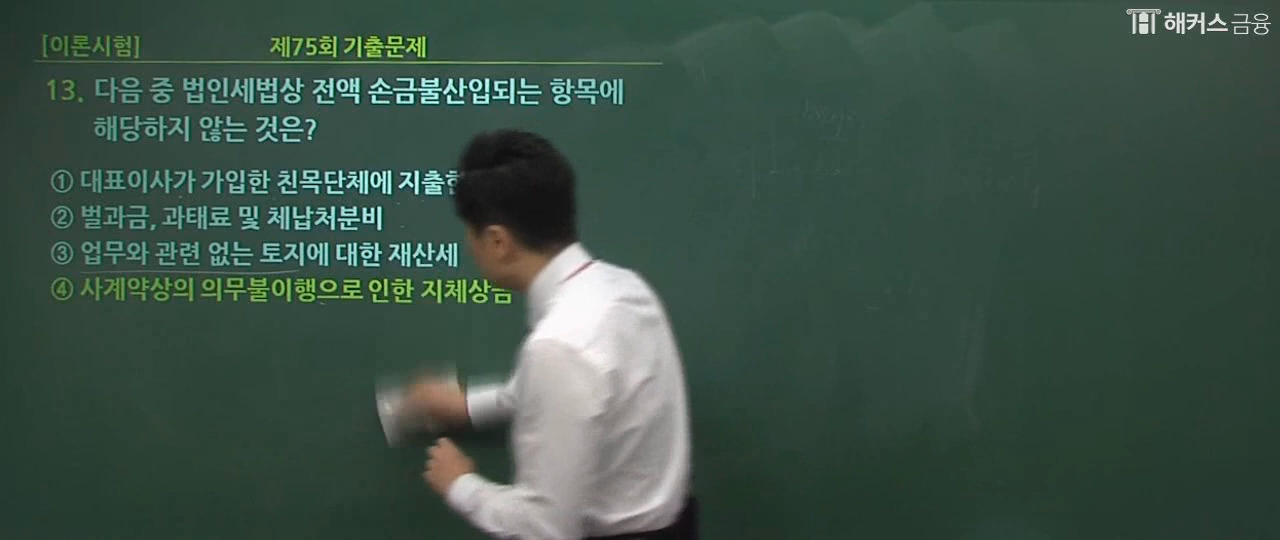 해커스 금융
[이론시험] 제75회 기출문제
13. 다음 중 법인세법상 전액 손금불산입되는 항목에
해당하지 않는 것은?
① 대표이사가 가입한 친목단체에
② 벌과금, 과태료 및 체납처분비
③ 업무와 관련 없는 토지에 대한 재산세
④ 사계약상의 의무불이행으로 인한 지체상금